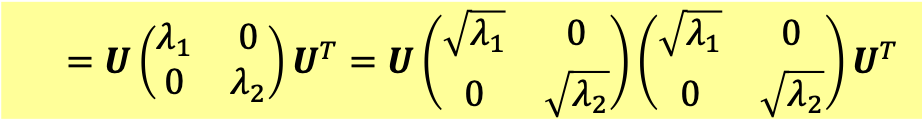 = U (λ₁ 0 0 λ₂) Uᵀ = U (√λ₁ 0 0 √λ₂) (√λ₁ 0 0 √λ₂) Uᵀ